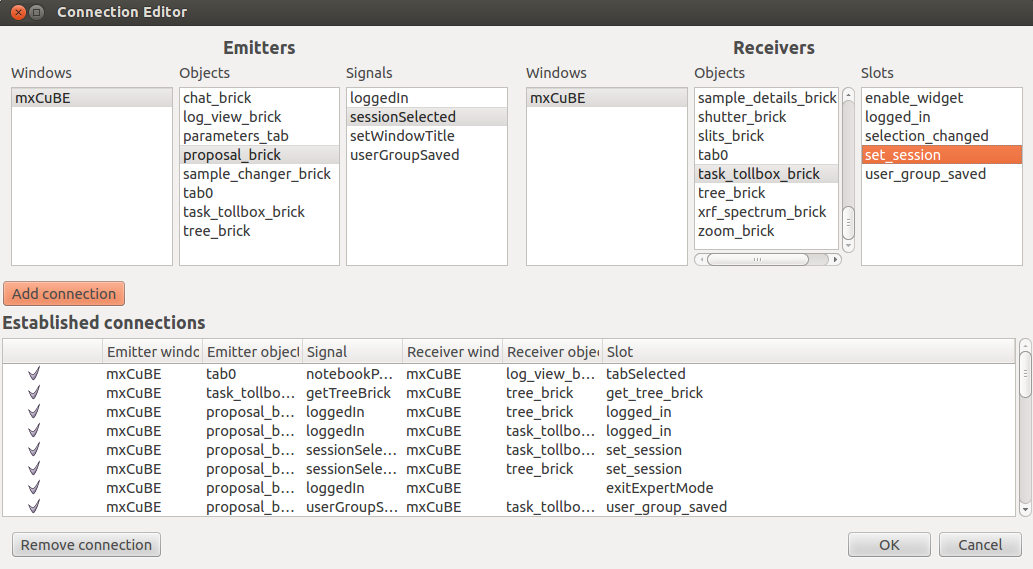 Connection Editor
Emitters
Receivers
Windows
Objects
Signals
Windows
Objects
Slots
mxCuBE
chat_brick
log_view_brick
parameters_tab
proposal_brick
sample_changer_brick
tab0
task_tollbox_brick
tree_brick
loggedIn
sessionSelected
setWindowTitle
userGroupSaved
mxCuBE
sample_details_brick
shutter_brick
slits_brick
tab0
task_tollbox_brick
tree_brick
xrf_spectrum_brick
zoom_brick
enable_widget
logged_in
selection_changed
set_session
user_group_saved
Add connection
Established connections
Emitter windo Emitter object Signal Receiver wind Receiver objec Slot
mxCuBE tab0 notebookP... mxCuBE log_view_b... tabSelected
mxCuBE task_tollbo... getTreeBrick mxCuBE tree_brick get_tree_brick
mxCuBE proposal_b... loggedIn mxCuBE tree_brick logged_in
mxCuBE proposal_b... loggedIn mxCuBE task_tollbo... logged_in
mxCuBE proposal_b... sessionSele... mxCuBE task_tollbo... set_session
mxCuBE proposal_b... sessionSele... mxCuBE tree_brick set_session
mxCuBE proposal_b... loggedIn mxCuBE exitExpertMode
mxCuBE proposal_b... userGroupS... mxCuBE task_tollbo... user_group_saved
Remove connection
OK
Cancel